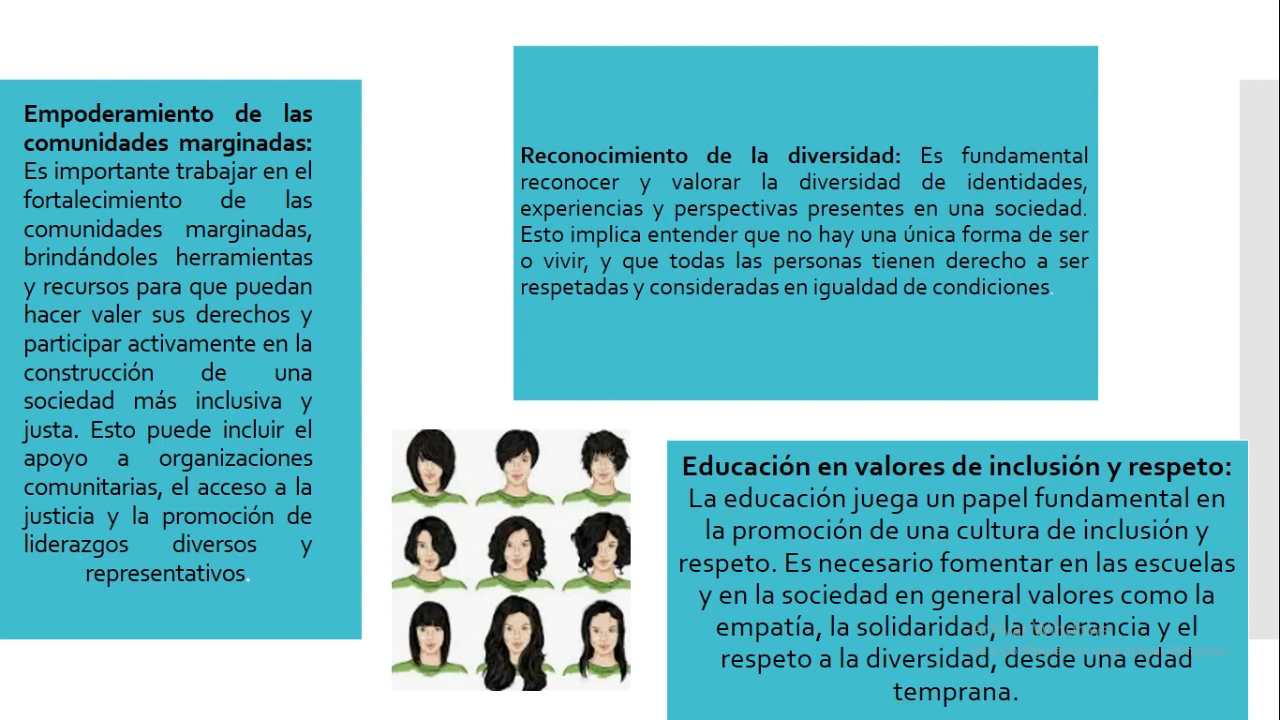 Empoderamiento de las
comunidades marginadas:
Es importante trabajar en el
fortalecimiento de las
comunidades marginadas,
brindándoles herramientas
y recursos para que puedan
hacer valer sus derechos y
participar activamente en la
construcción de una
sociedad más inclusiva y
justa. Esto puede incluir el
apoyo a organizaciones
comunitarias, el acceso a la
justicia y la promoción de
liderazgos diversos y
representativos.
Reconocimiento de la diversidad: Es fundamental
reconocer y valorar la diversidad de identidades,
experiencias y perspectivas presentes en una sociedad.
Esto implica entender que no hay una única forma de ser
o vivir, y que todas las personas tienen derecho a ser
respetadas y consideradas en igualdad de condiciones.
Educación en valores de inclusión y respeto:
La educación juega un papel fundamental en
la promoción de una cultura de inclusión y
respeto. Es necesario fomentar en las escuelas
y en la sociedad en general valores como la
empatía, la solidaridad, la tolerancia y el
respeto a la diversidad, desde una edad
temprana.